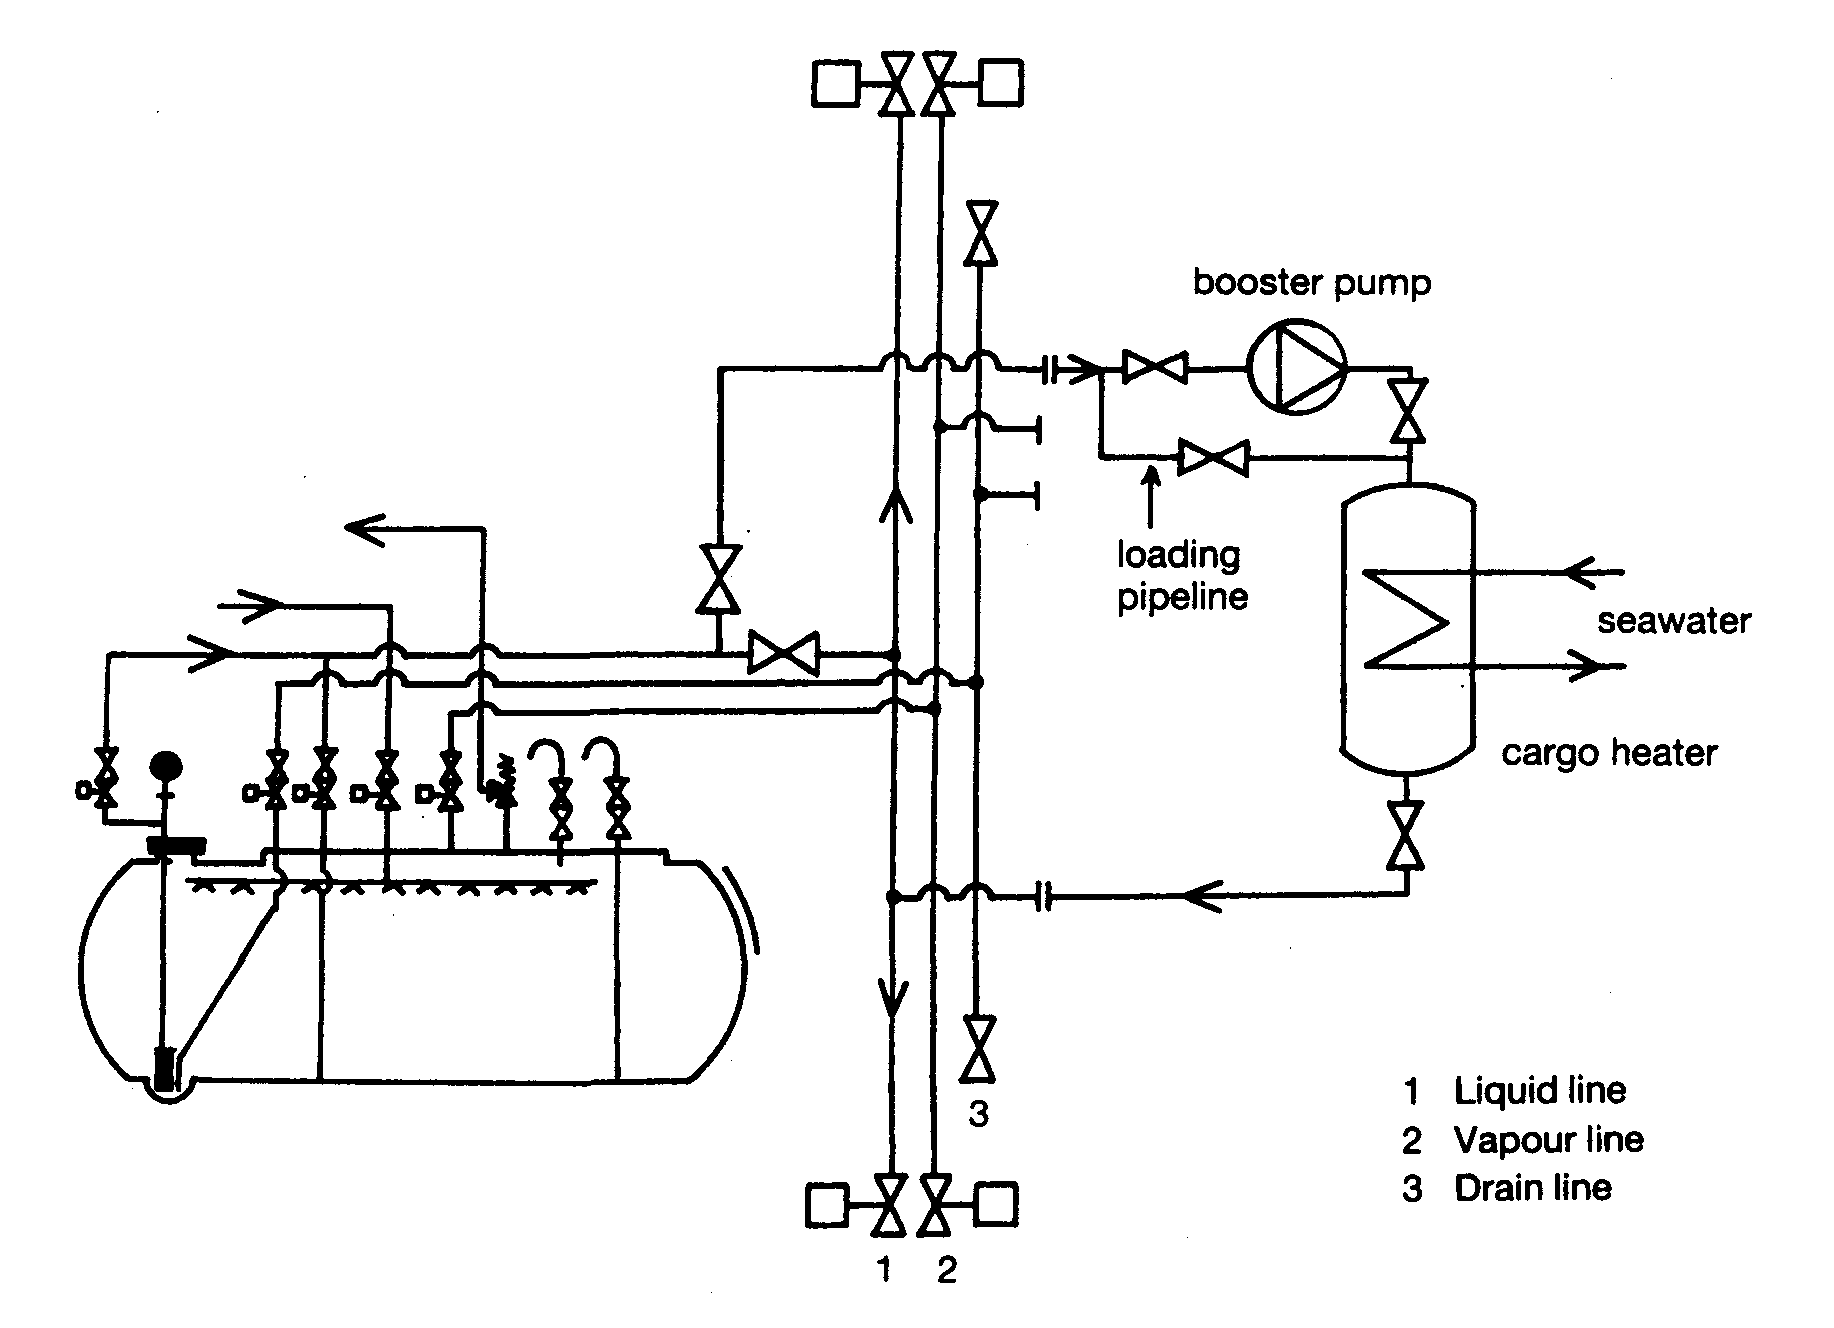 booster pump
loading
pipeline
seawater
cargo heater
3
1 Liquid line
2 Vapour line
3 Drain line
1 2